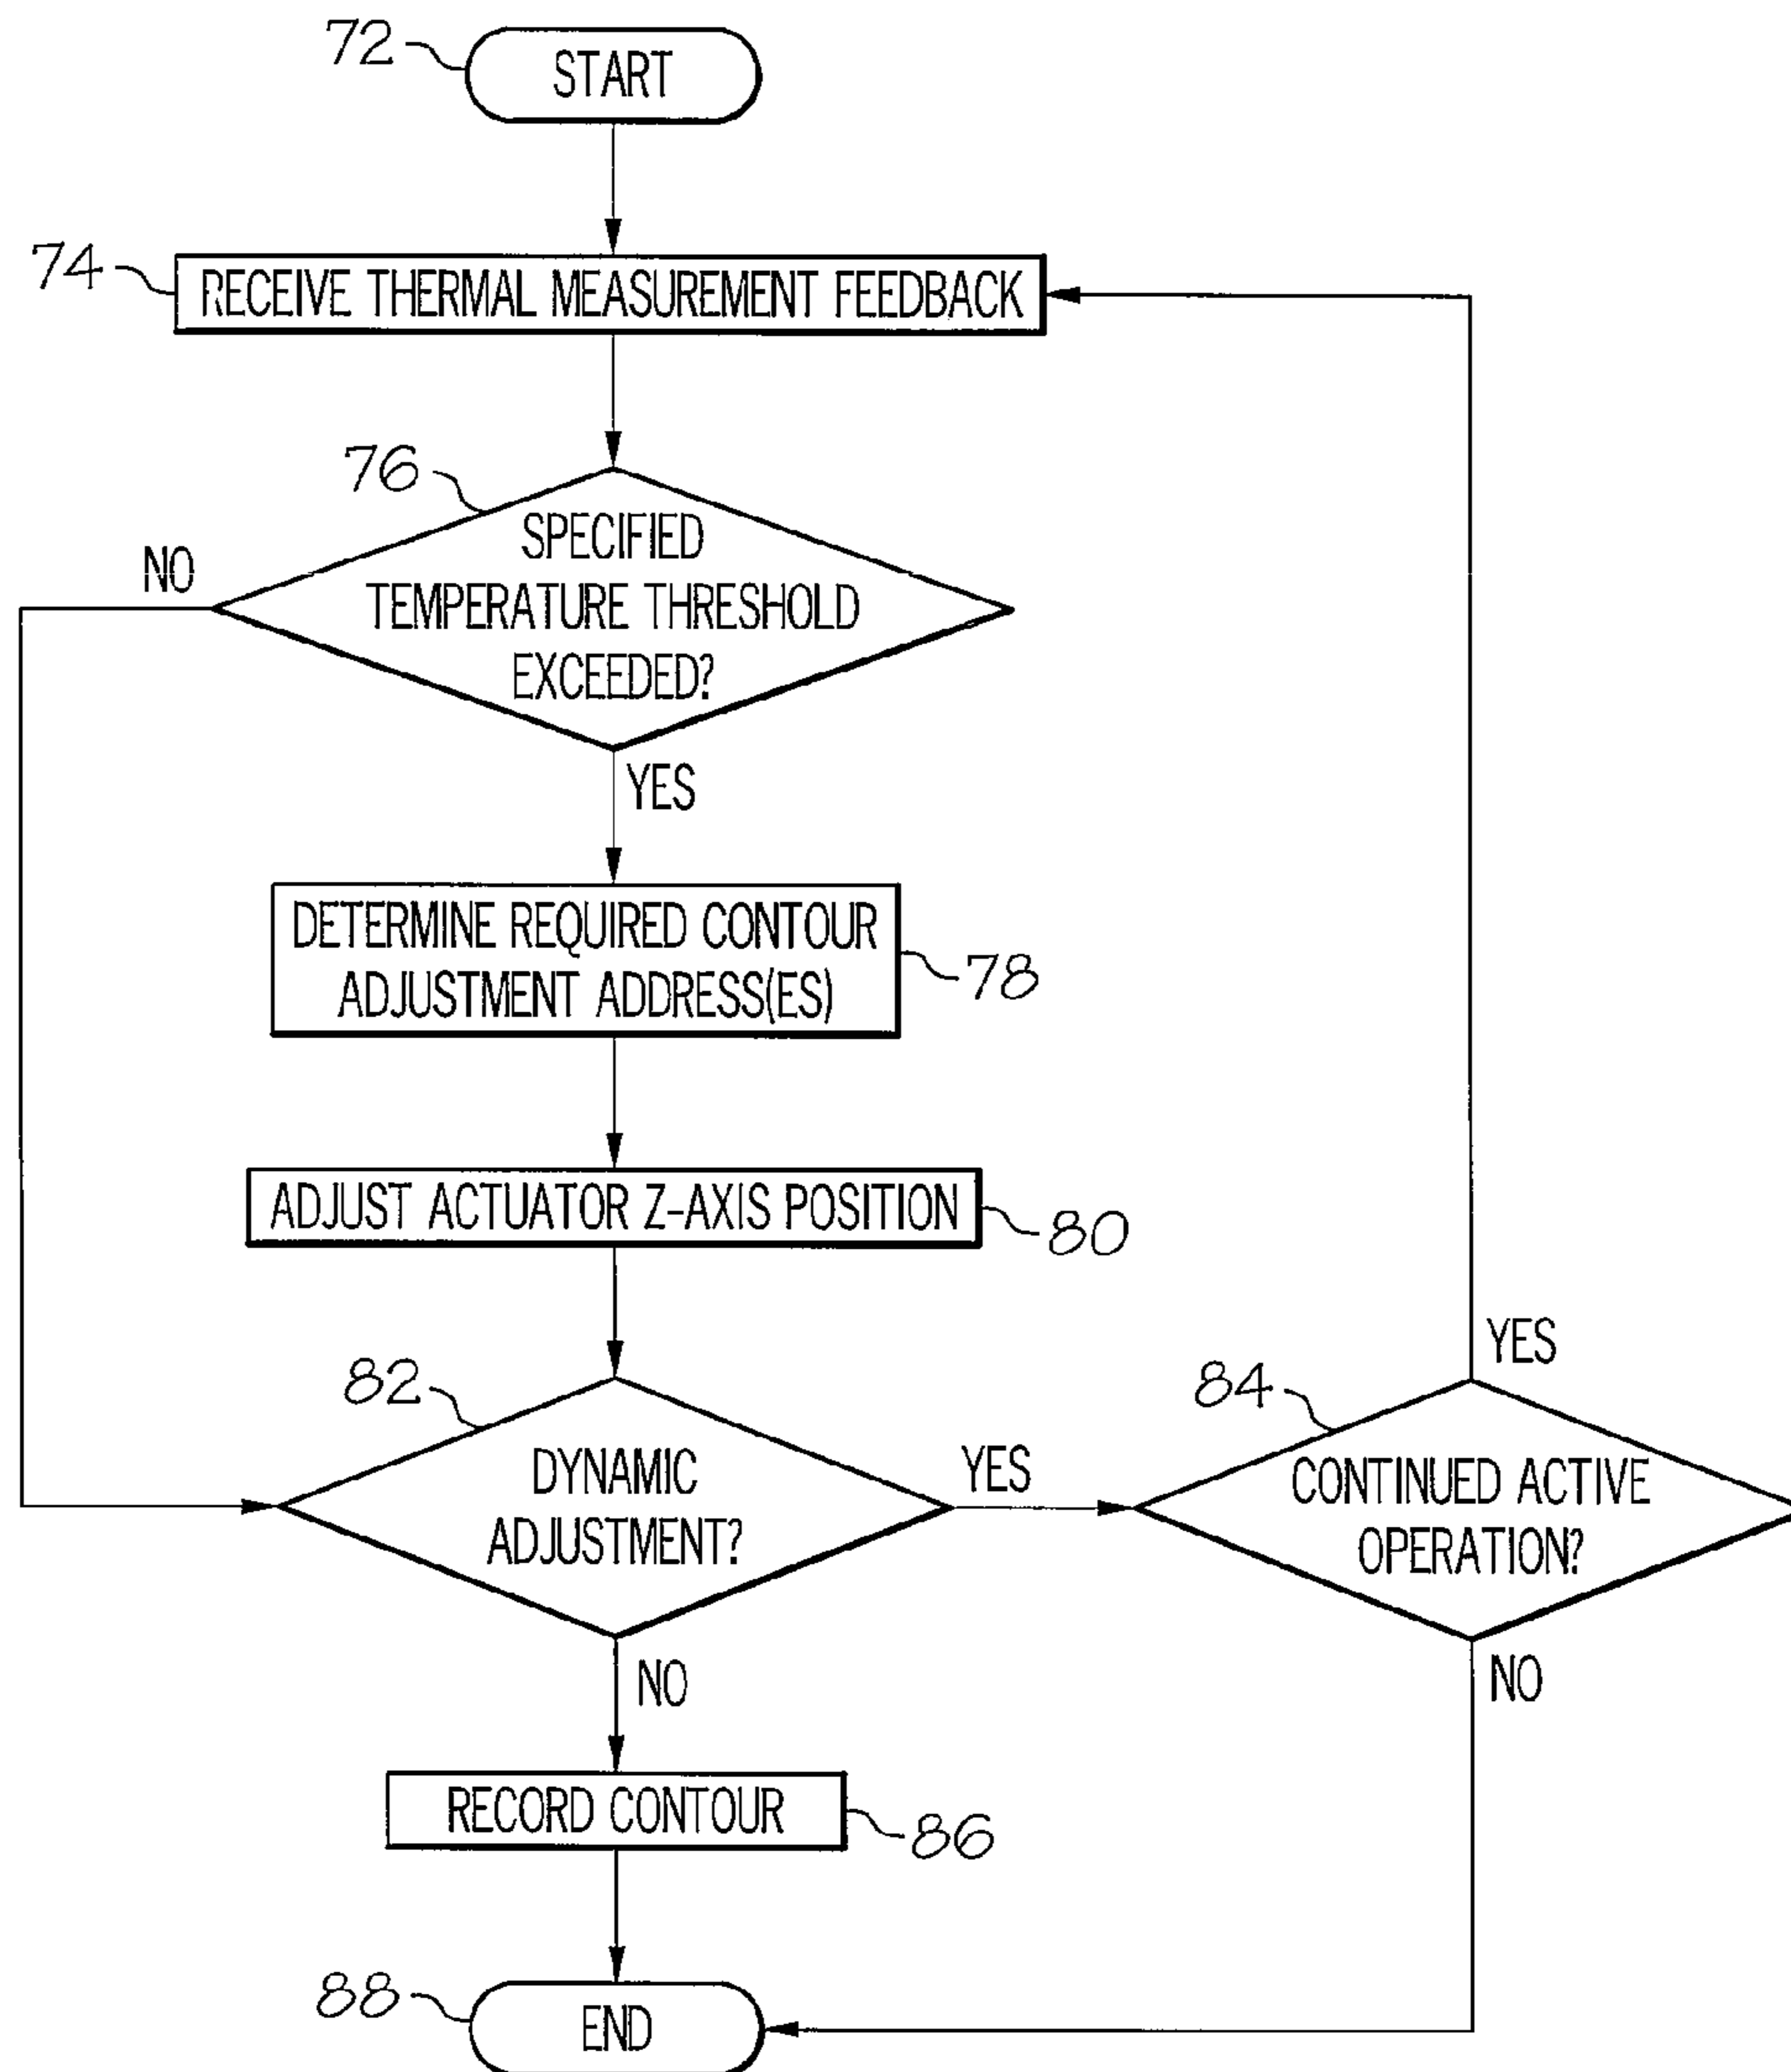 72
START
74
RECEIVE THERMAL MEASUREMENT FEEDBACK
76
SPECIFIED
TEMPERATURE THRESHOLD
EXCEEDED?
NO
YES
DETERMINE REQUIRED CONTOUR
ADJUSTMENT ADDRESS(ES)
78
ADJUST ACTUATOR Z-AXIS POSITION
80
82
DYNAMIC
ADJUSTMENT?
YES
84
YES
CONTINUED ACTIVE
OPERATION?
NO
NO
RECORD CONTOUR
86
88
END